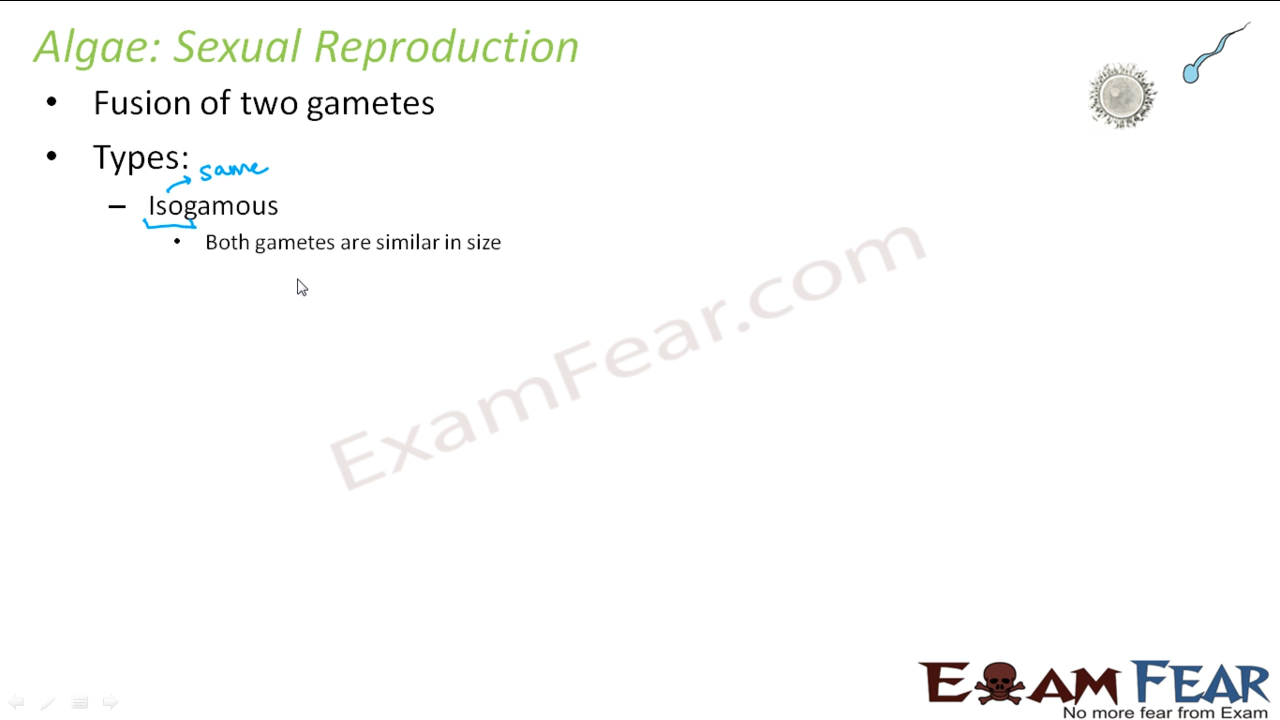 Algae: Sexual Reproduction
• Fusion of two gametes
• Types:
same
– Isogamous
• Both gametes are similar in size
ExamFear.com
EXAM FEAR
No more fear from Exam